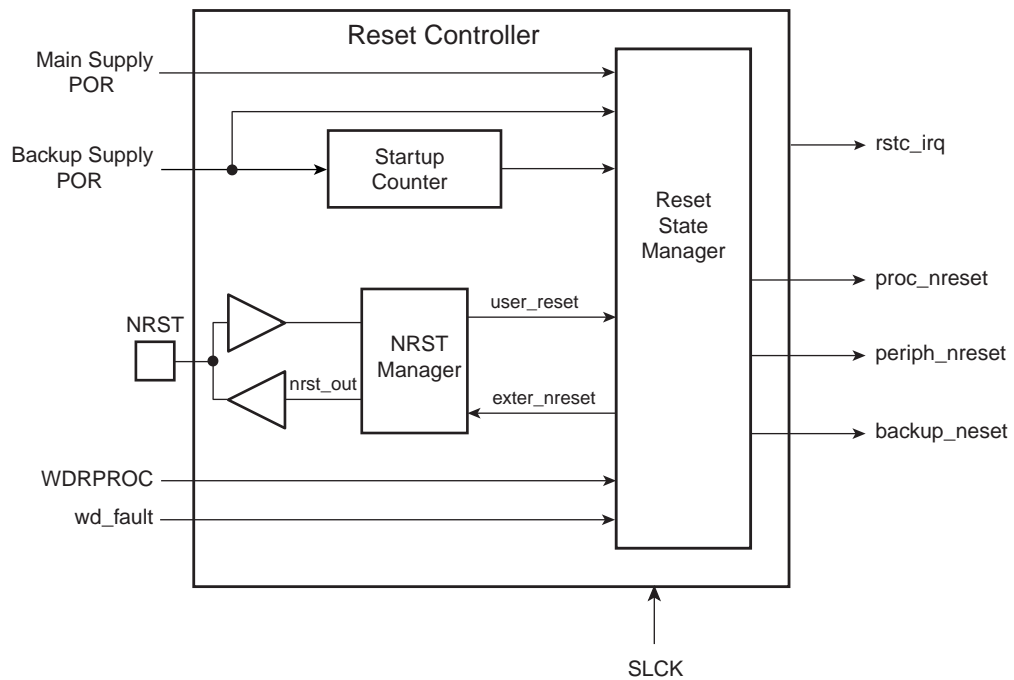 Reset Controller
Main Supply
POR
Backup Supply
POR
Startup
Counter
Reset
State
Manager
rstc_irq
proc_nreset
periph_nreset
backup_neset
NRST
user_reset
NRST
Manager
nrst_out
exter_nreset
WDRPROC
wd_fault
SLCK